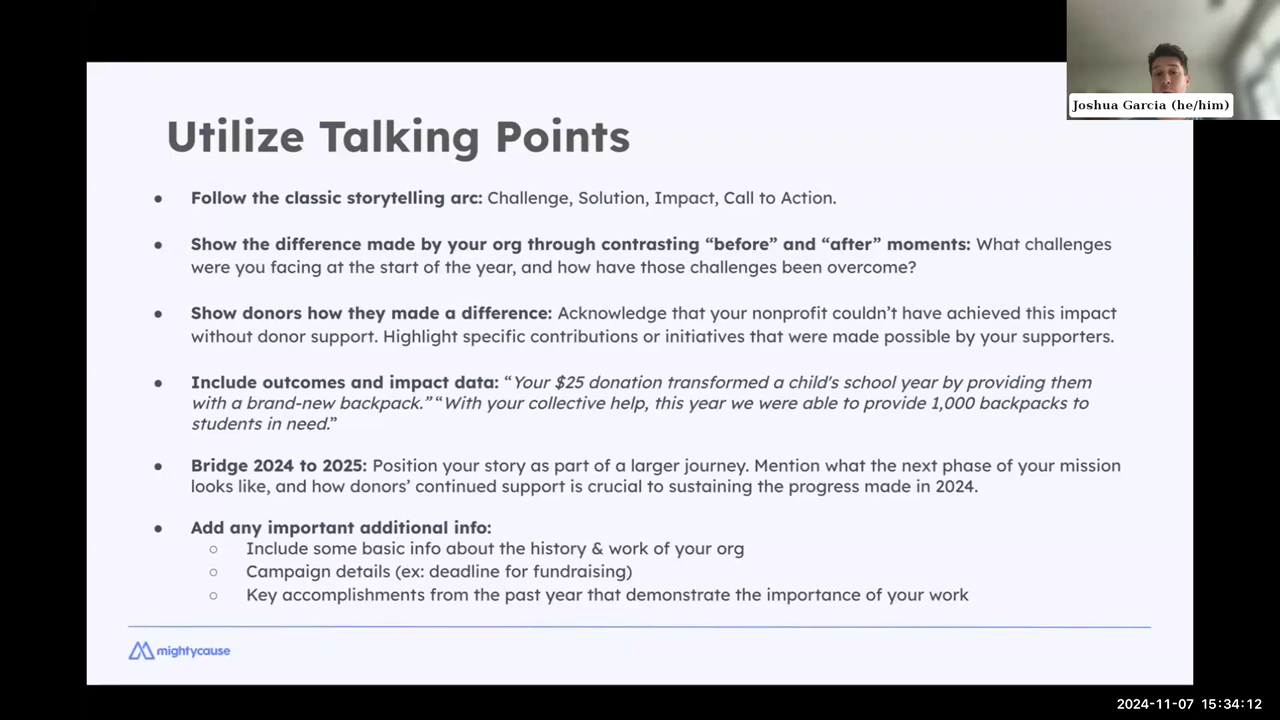 Joshua Garcia (he/him)
Utilize Talking Points
● Follow the classic storytelling arc: Challenge, Solution, Impact, Call to Action.
● Show the difference made by your org through contrasting “before” and “after” moments: What challenges
were you facing at the start of the year, and how have those challenges been overcome?
● Show donors how they made a difference: Acknowledge that your nonprofit couldn’t have achieved this impact
without donor support. Highlight specific contributions or initiatives that were made possible by your supporters.
● Include outcomes and impact data: “Your $25 donation transformed a child's school year by providing them
with a brand-new backpack.” “With your collective help, this year we were able to provide 1,000 backpacks to
students in need.”
● Bridge 2024 to 2025: Position your story as part of a larger journey. Mention what the next phase of your mission
looks like, and how donors’ continued support is crucial to sustaining the progress made in 2024.
● Add any important additional info:
○ Include some basic info about the history & work of your org
○ Campaign details (ex: deadline for fundraising)
○ Key accomplishments from the past year that demonstrate the importance of your work
mightycause
2024-11-07 15:34:12